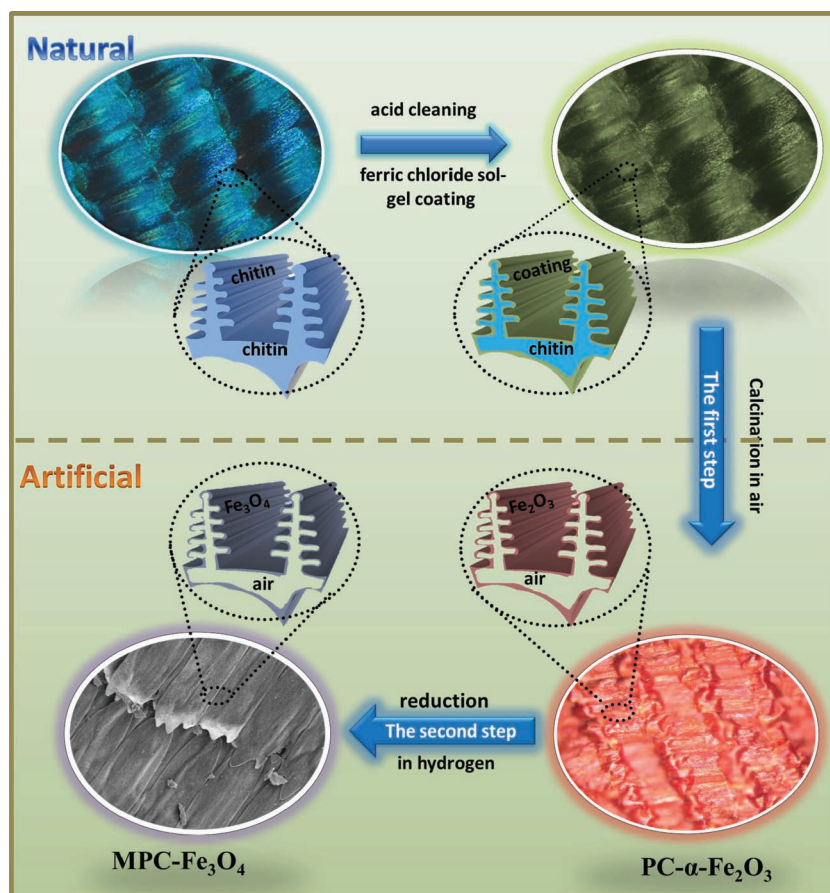 Natural
acid cleaning
ferric chloride sol-
gel coating
chitin
chitin
coating
chitin
The first step
Calcination in air
Artificial
Fe₃O₄
air
Fe₂O₃
air
reduction
The second step
in hydrogen
MPC-Fe₃O₄
PC-α-Fe₂O₃